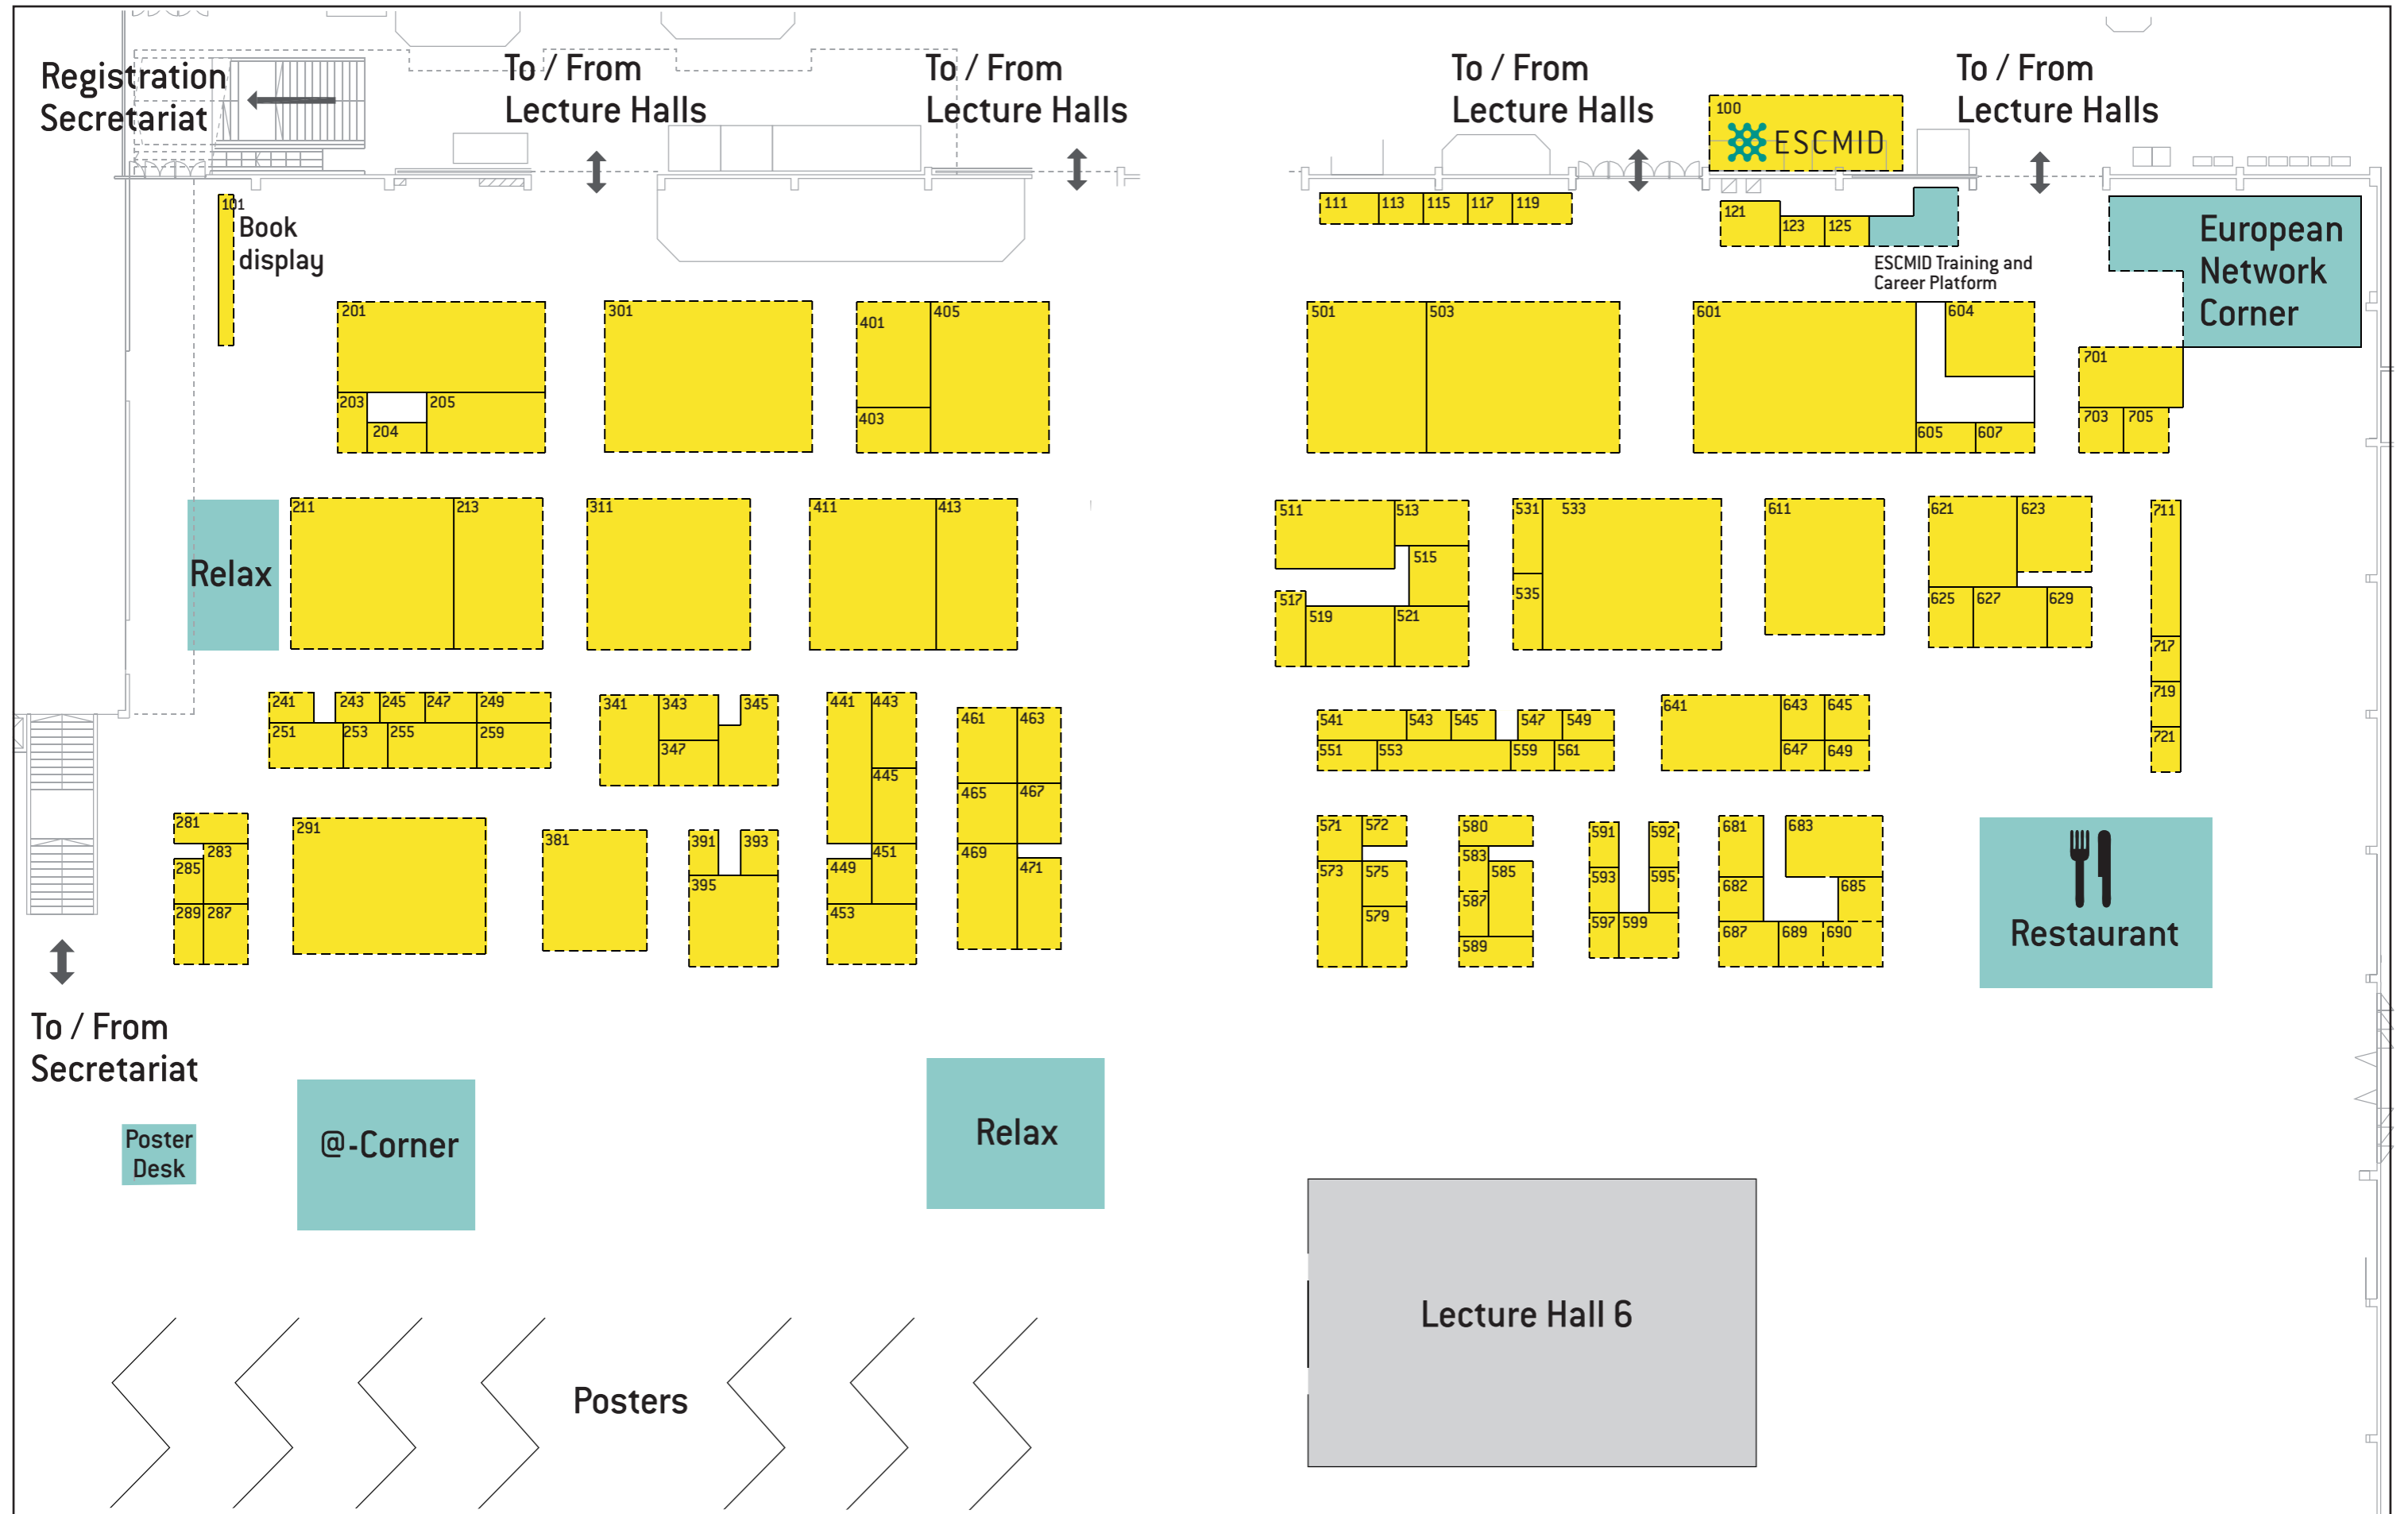 Registration
Secretariat
To / From
Lecture Halls
To / From
Lecture Halls
To / From
Lecture Halls
100
ESCMID
To / From
Lecture Halls
101
Book
display
111 113 115 117 119
121 123 125
ESCMID Training and
Career Platform
European
Network
Corner
201
203 204 205
301
401 405
403
501 503
601 604
605 607
701
703 705
Relax
211 213
311
411 413
511 513
515
517 519 521
531 533
535
611
621 623
625 627 629
711
717
719
721
241 243 245 247 249
251 253 255 259
341 343 345
347
441 443
445
449 451
453
461 463
465 467
469 471
541 543 545 547 549
551 553 559 561
641 643 645
647 649
281
283
285
289 287
291
381
391 393
395
571 572
573 575
579
580
583 585
587
589
591 592
593 595
597 599
681 683
682 685
687 689 690
Restaurant
To / From
Secretariat
Poster
Desk
@-Corner
Relax
Lecture Hall 6
Posters